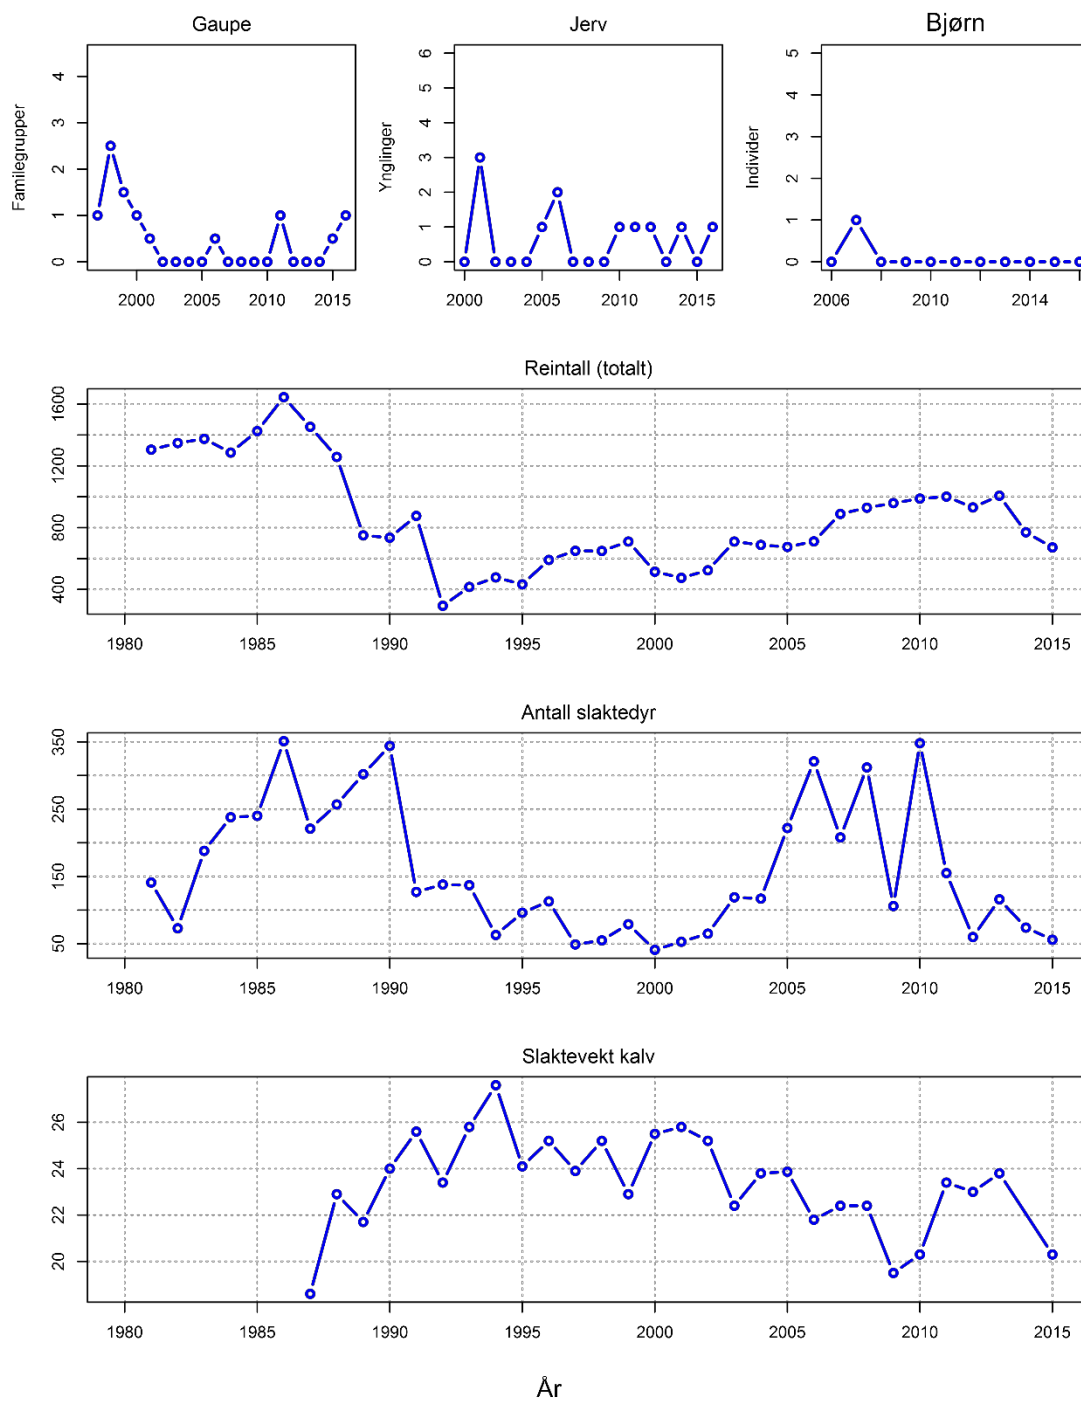 Gaupe
Familegrupper
4
3
2
1
0
2000 2005 2010 2015
Jerv
Ynglinger
6
5
4
3
2
1
0
2000 2005 2010 2015
Bjørn
Individer
5
4
3
2
1
0
2006 2010 2014
Reintall (totalt)
1600
1200
800
400
1980 1985 1990 1995 2000 2005 2010 2015
Antall slaktedyr
350
250
150
50
1980 1985 1990 1995 2000 2005 2010 2015
Slaktevekt kalv
26
24
22
20
1980 1985 1990 1995 2000 2005 2010 2015
År